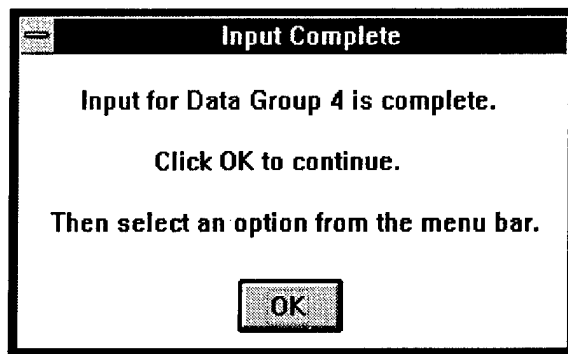 Input Complete
Input for Data Group 4 is complete.
Click OK to continue.
Then select an option from the menu bar.
OK